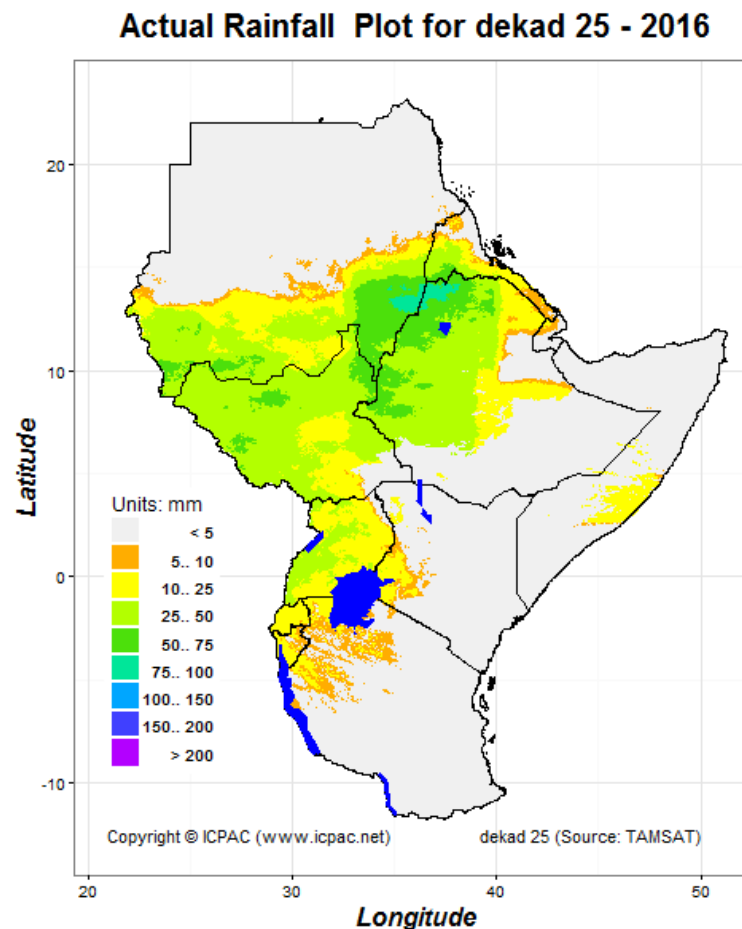 Actual Rainfall Plot for dekad 25 - 2016
Latitude
20
10
0
-10
Units: mm
< 5
5.. 10
10.. 25
25.. 50
50.. 75
75.. 100
100.. 150
150.. 200
> 200
Copyright © ICPAC (www.icpac.net) dekad 25 (Source: TAMSAT)
20 30 40 50
Longitude